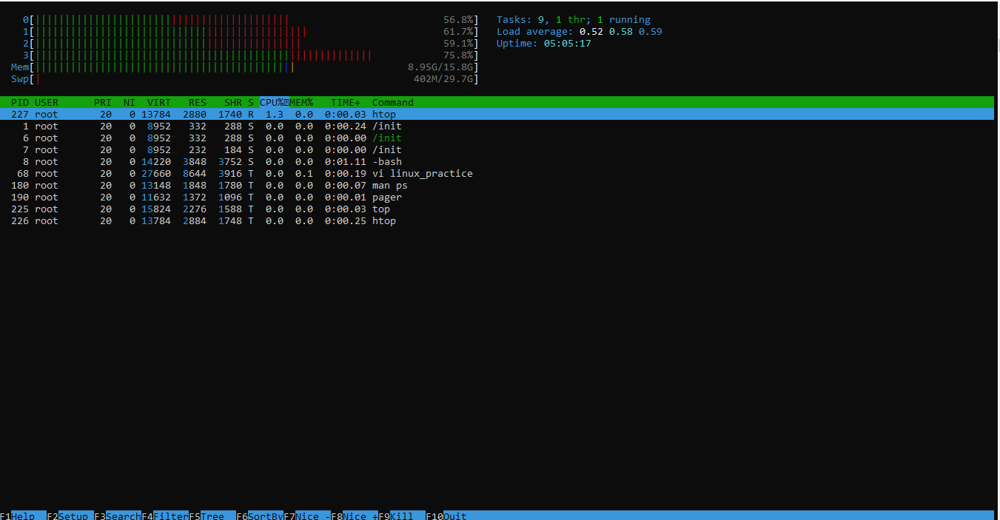 0[|||||||||||||||||||||||||||||||||||||||||||                          56.8%]   Tasks: 9, 1 thr; 1 running
1[||||||||||||||||||||||||||||||||||||||||||||||                       61.7%]   Load average: 0.52 0.58 0.59
2[|||||||||||||||||||||||||||||||||||||||||||||                        59.1%]   Uptime: 05:05:17
3[|||||||||||||||||||||||||||||||||||||||||||||||||||||||||            75.8%]
Mem[||||||||||||||||||||||||||||||||||||||||||||                   8.95G/15.8G]
Swp[|                                                               402M/29.7G]
PID USER PRI NI VIRT RES SHR S CPU% MEM% TIME+ Command
227 root 20 0 13784 2880 1740 R 1.3 0.0 0:00.03 htop
1 root 20 0 8952 332 288 S 0.0 0.0 0:00.24 /init
6 root 20 0 8952 332 288 S 0.0 0.0 0:00.00 /init
7 root 20 0 8952 232 184 S 0.0 0.0 0:00.00 /init
8 root 20 0 14220 3848 3752 S 0.0 0.0 0:01.11 -bash
68 root 20 0 27660 8644 3916 T 0.0 0.1 0:00.19 vi linux_practice
180 root 20 0 13148 1848 1780 T 0.0 0.0 0:00.07 man ps
190 root 20 0 11632 1372 1096 T 0.0 0.0 0:00.01 pager
225 root 20 0 15824 2276 1588 T 0.0 0.0 0:00.03 top
226 root 20 0 13784 2884 1748 T 0.0 0.0 0:00.25 htop
F1Help F2Setup F3SearchF4FilterF5Tree F6SortByF7Nice -F8Nice +F9Kill F10Quit